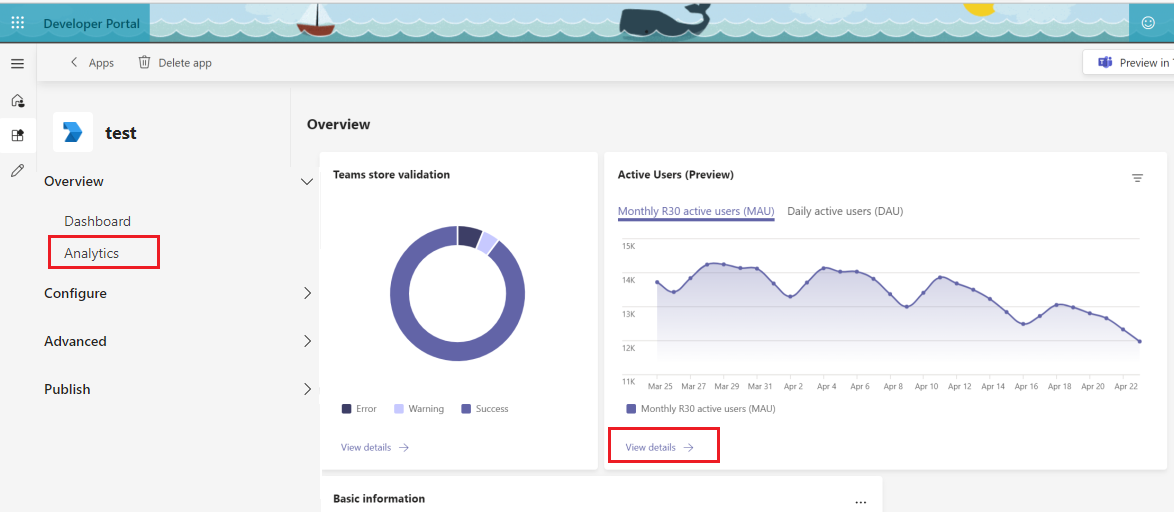 Developer Portal
Apps
Delete app
Preview in
test
Overview
Dashboard
Analytics
Configure
Advanced
Publish
Overview
Teams store validation
Error Warning Success
View details
Active Users (Preview)
Monthly R30 active users (MAU) Daily active users (DAU)
15K
14K
13K
12K
11K
Mar 25 Mar 27 Mar 29 Mar 31 Apr 2 Apr 4 Apr 6 Apr 8 Apr 10 Apr 12 Apr 14 Apr 16 Apr 18 Apr 20 Apr 22
Monthly R30 active users (MAU)
View details
Basic information